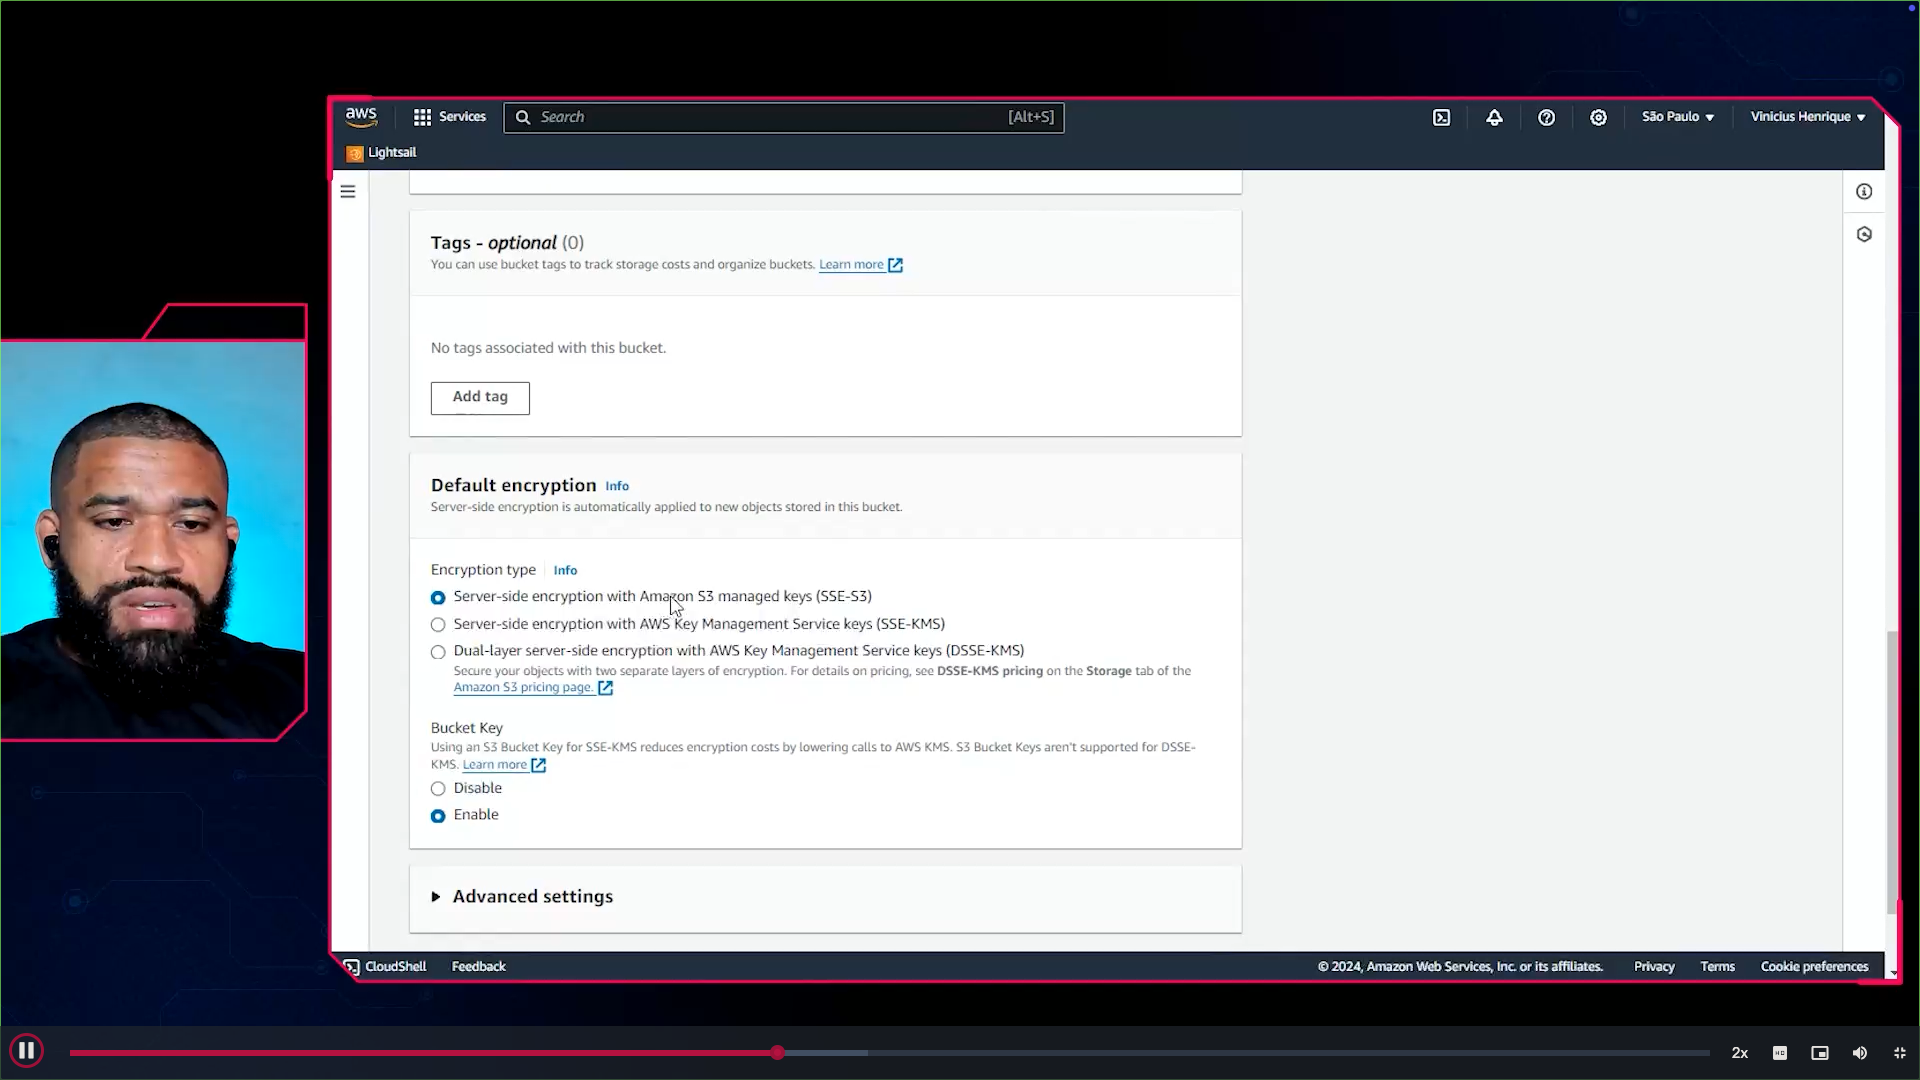 aws
Services
Search
[Alt+S]
São Paulo
Vinicius Henrique
Lightsail
Tags - optional (0)
You can use bucket tags to track storage costs and organize buckets. Learn more
No tags associated with this bucket.
Add tag
Default encryption Info
Server-side encryption is automatically applied to new objects stored in this bucket.
Encryption type Info
Server-side encryption with Amazon S3 managed keys (SSE-S3)
Server-side encryption with AWS Key Management Service keys (SSE-KMS)
Dual-layer server-side encryption with AWS Key Management Service keys (DSSE-KMS)
Secure your objects with two separate layers of encryption. For details on pricing, see DSSE-KMS pricing on the Storage tab of the
Amazon S3 pricing page.
Bucket Key
Using an S3 Bucket Key for SSE-KMS reduces encryption costs by lowering calls to AWS KMS. S3 Bucket Keys aren't supported for DSSE-
KMS. Learn more
Disable
Enable
Advanced settings
CloudShell
Feedback
© 2024, Amazon Web Services, Inc. or its affiliates.
Privacy
Terms
Cookie preferences
2x
HD